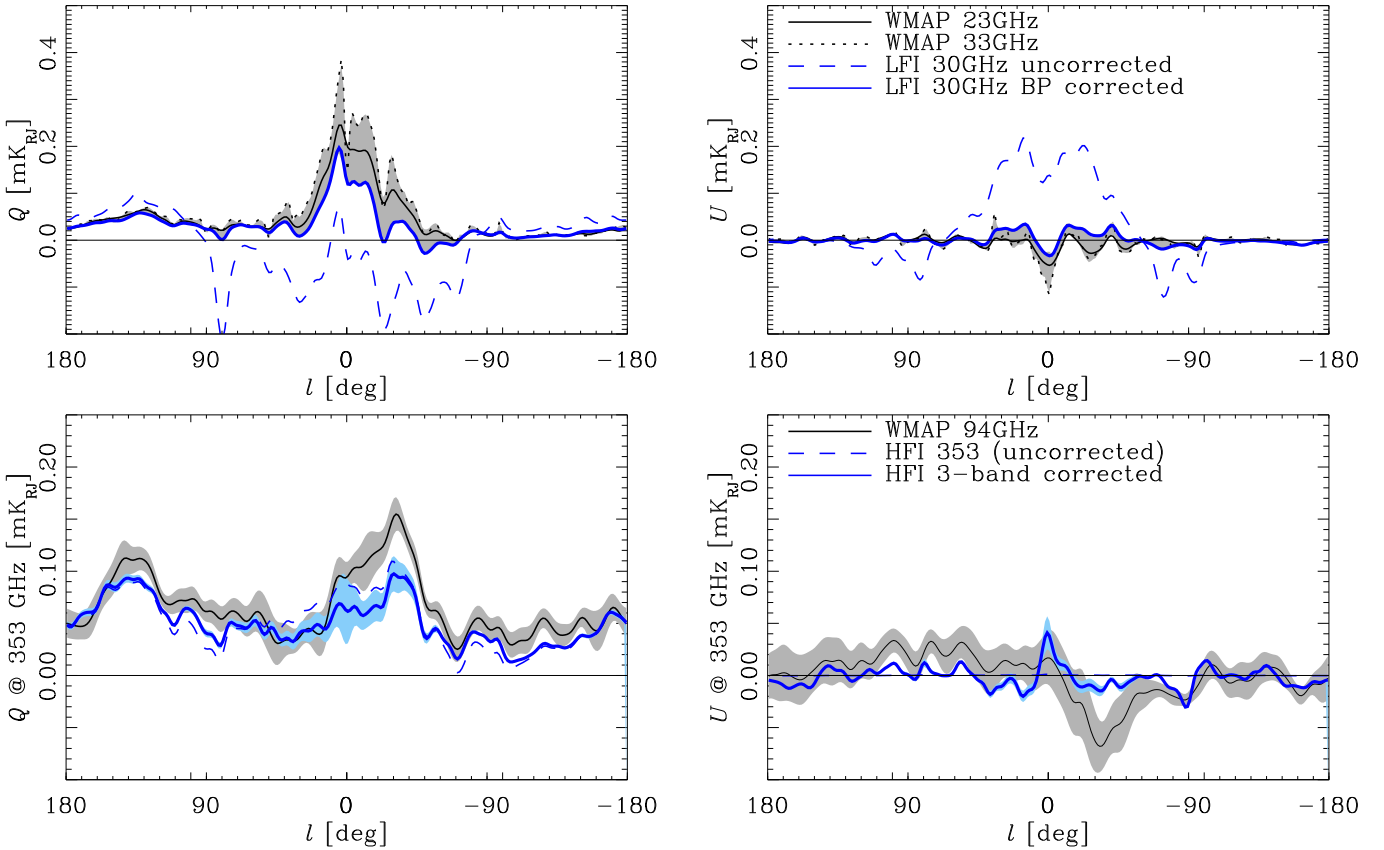 Q [mK_RJ]
0.4
0.2
0.0
180 90 0 −90 −180
l [deg]
U [mK_RJ]
0.4
0.2
0.0
WMAP 23GHz
WMAP 33GHz
LFI 30GHz uncorrected
LFI 30GHz BP corrected
180 90 0 −90 −180
l [deg]
Q @ 353 GHz [mK_RJ]
0.20
0.10
0.00
180 90 0 −90 −180
l [deg]
U @ 353 GHz [mK_RJ]
0.20
0.10
0.00
WMAP 94GHz
HFI 353 (uncorrected)
HFI 3−band corrected
180 90 0 −90 −180
l [deg]